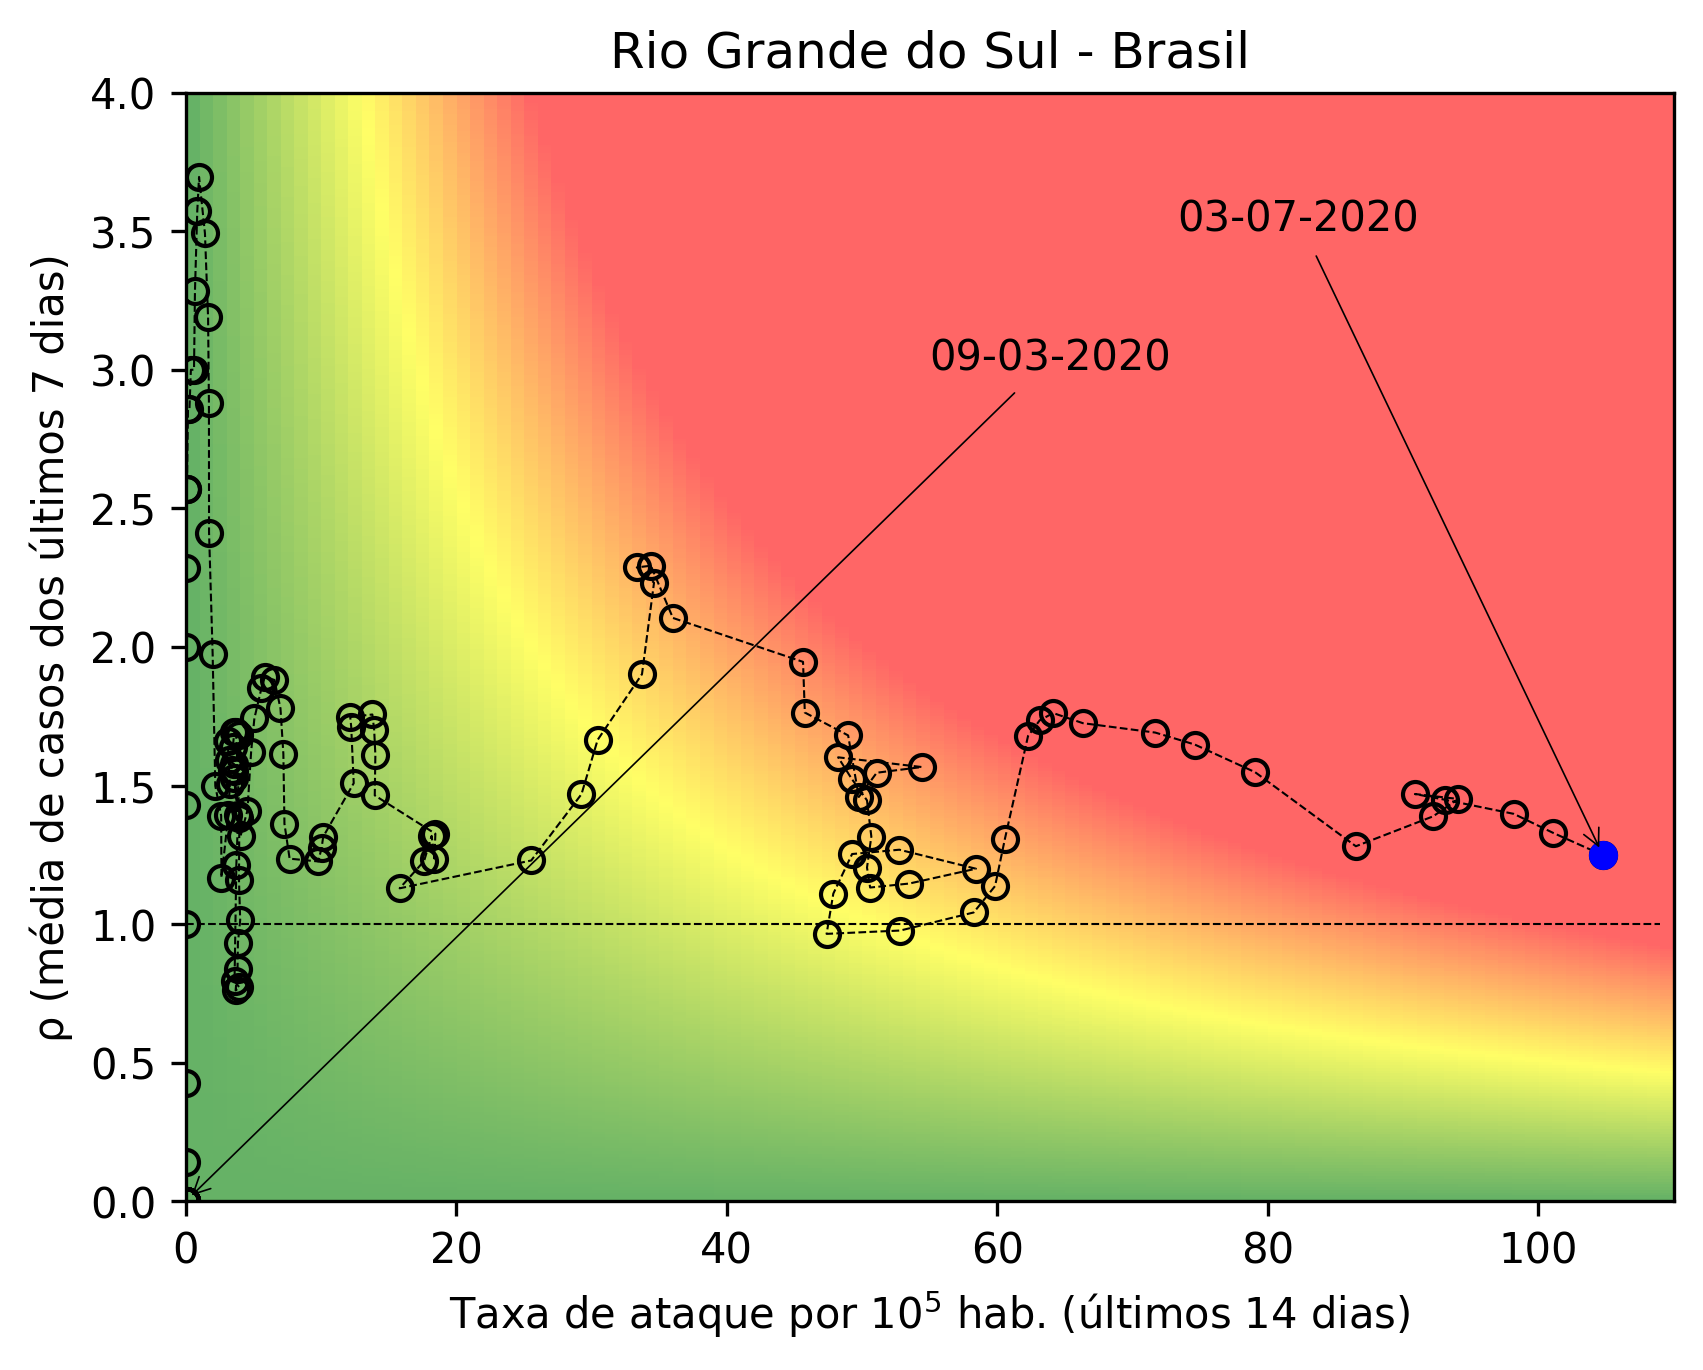 Rio Grande do Sul - Brasil
4.0
3.5
3.0
2.5
2.0
1.5
1.0
0.5
0.0
ρ (média de casos dos últimos 7 dias)
03-07-2020
09-03-2020
0 20 40 60 80 100
Taxa de ataque por 10⁵ hab. (últimos 14 dias)